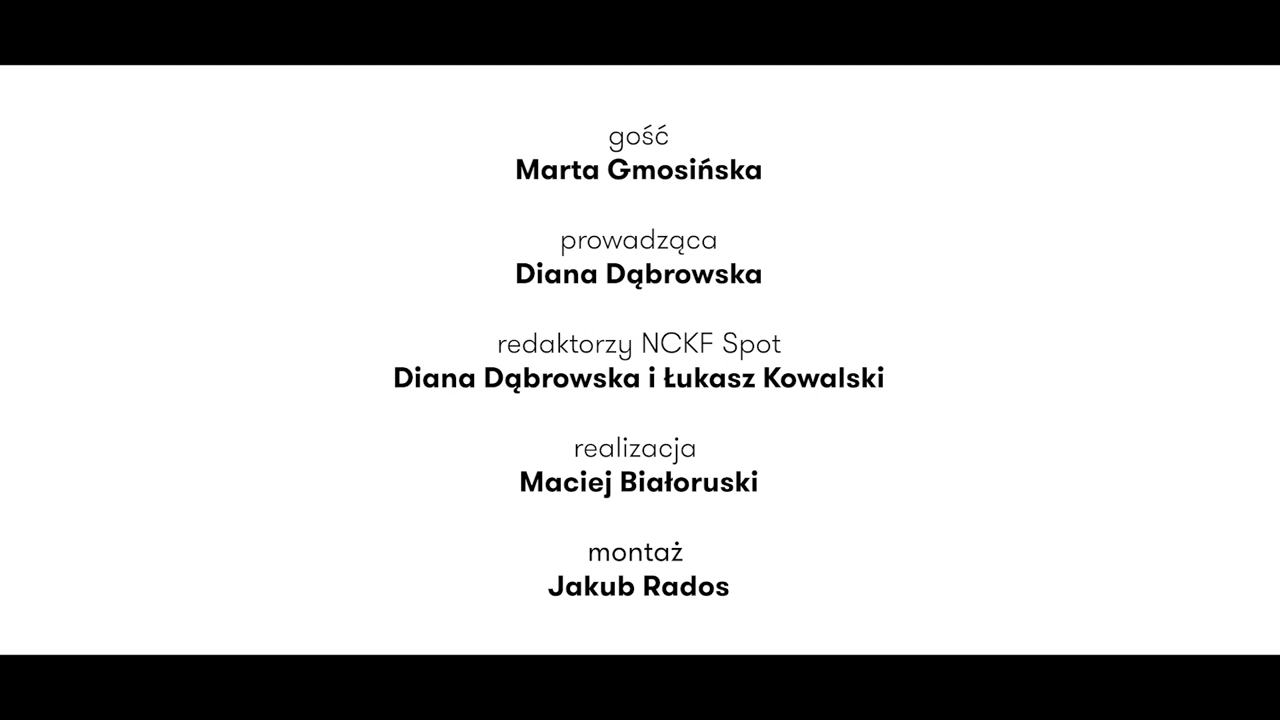 gość
Marta Gmosińska
prowadząca
Diana Dąbrowska
redaktorzy NCKF Spot
Diana Dąbrowska i Łukasz Kowalski
realizacja
Maciej Białoruski
montaż
Jakub Rados